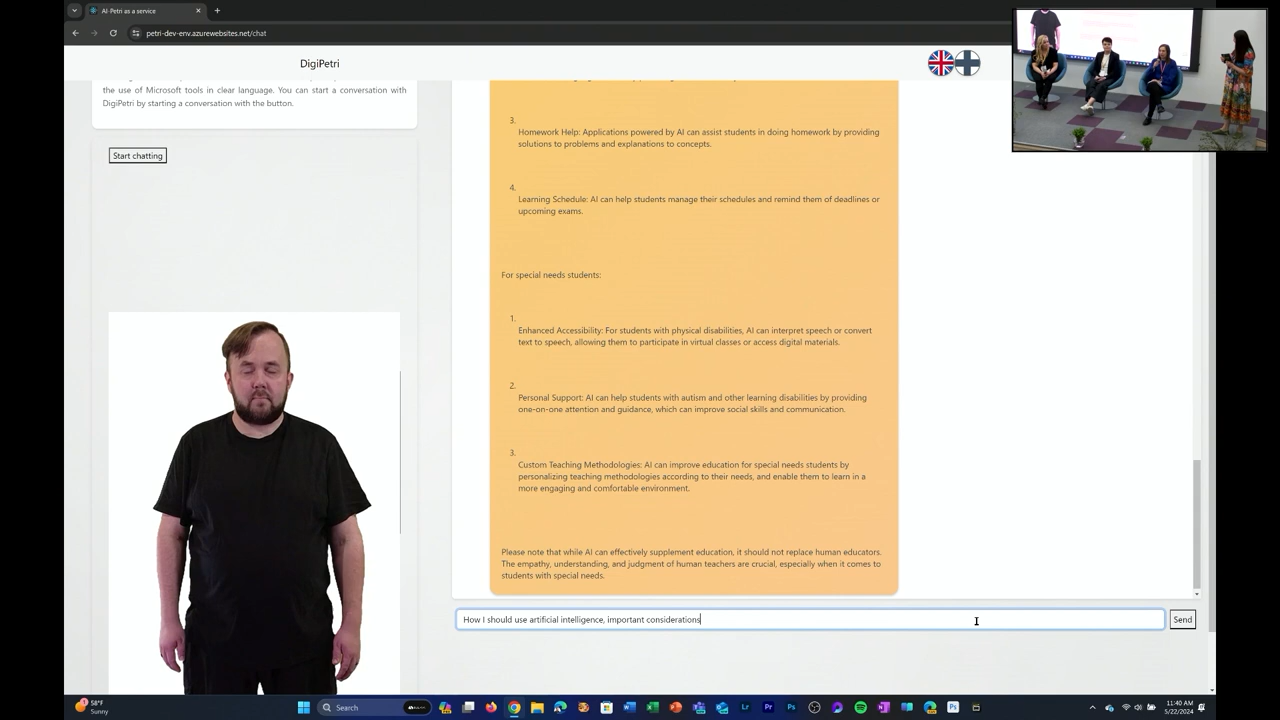 AI-Petri as a service
petri-dev-env.azurewebsites.net/chat
DigiPetri
the use of Microsoft tools in clear language. You can start a conversation with
DigiPetri by starting a conversation with the button.
Start chatting
3.
Homework Help: Applications powered by AI can assist students in doing homework by providing
solutions to problems and explanations to concepts.
4.
Learning Schedule: AI can help students manage their schedules and remind them of deadlines or
upcoming exams.
For special needs students:
1.
Enhanced Accessibility: For students with physical disabilities, AI can interpret speech or convert
text to speech, allowing them to participate in virtual classes or access digital materials.
2.
Personal Support: AI can help students with autism and other learning disabilities by providing
one-on-one attention and guidance, which can improve social skills and communication.
3.
Custom Teaching Methodologies: AI can improve education for special needs students by
personalizing teaching methodologies according to their needs, and enable them to learn in a
more engaging and comfortable environment.
Please note that while AI can effectively supplement education, it should not replace human educators.
The empathy, understanding, and judgment of human teachers are crucial, especially when it comes to
students with special needs.
How I should use artificial intelligence, important considerations
Send
58°F
Sunny
Search
11:40 AM
5/22/2024